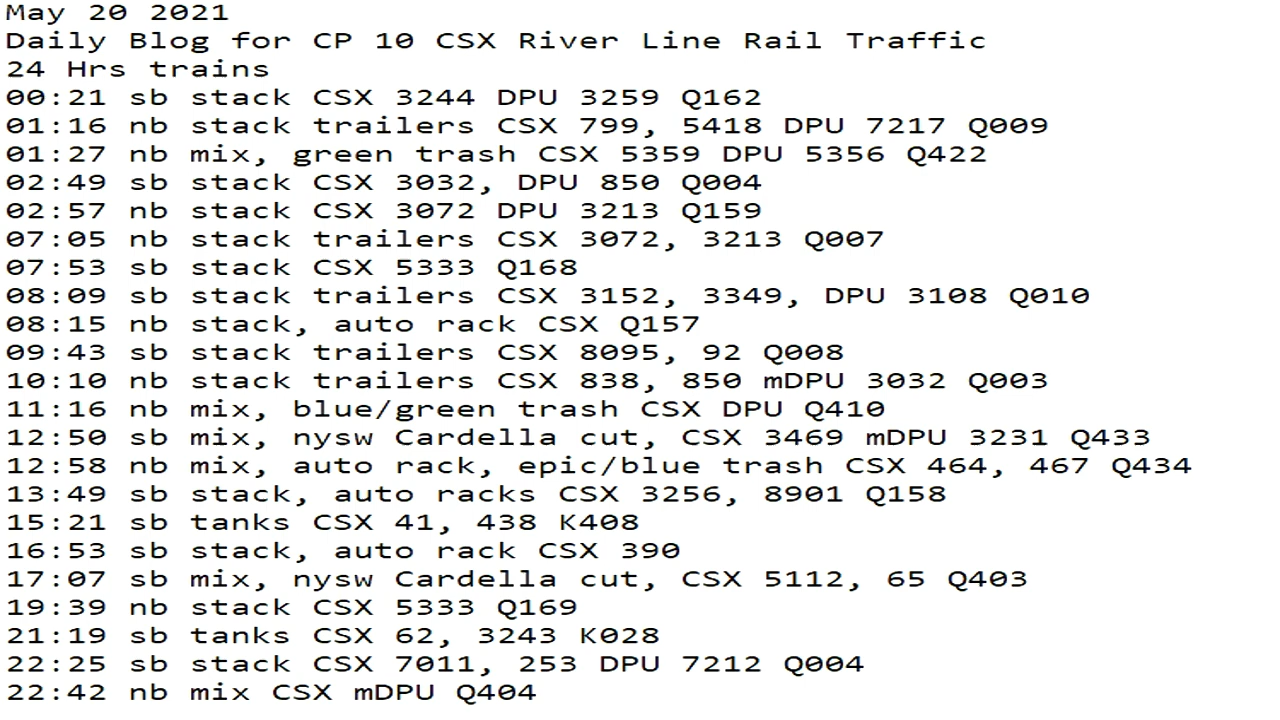 May 20 2021
Daily Blog for CP 10 CSX River Line Rail Traffic
24 Hrs trains
00:21 sb stack CSX 3244 DPU 3259 Q162
01:16 nb stack trailers CSX 799, 5418 DPU 7217 Q009
01:27 nb mix, green trash CSX 5359 DPU 5356 Q422
02:49 sb stack CSX 3032, DPU 850 Q004
02:57 nb stack CSX 3072 DPU 3213 Q159
07:05 nb stack trailers CSX 3072, 3213 Q007
07:53 sb stack CSX 5333 Q168
08:09 sb stack trailers CSX 3152, 3349, DPU 3108 Q010
08:15 nb stack, auto rack CSX Q157
09:43 sb stack trailers CSX 8095, 92 Q008
10:10 nb stack trailers CSX 838, 850 mDPU 3032 Q003
11:16 nb mix, blue/green trash CSX DPU Q410
12:50 sb mix, nysw Cardella cut, CSX 3469 mDPU 3231 Q433
12:58 nb mix, auto rack, epic/blue trash CSX 464, 467 Q434
13:49 sb stack, auto racks CSX 3256, 8901 Q158
15:21 sb tanks CSX 41, 438 K408
16:53 sb stack, auto rack CSX 390
17:07 sb mix, nysw Cardella cut, CSX 5112, 65 Q403
19:39 nb stack CSX 5333 Q169
21:19 sb tanks CSX 62, 3243 K028
22:25 sb stack CSX 7011, 253 DPU 7212 Q004
22:42 nb mix CSX mDPU Q404